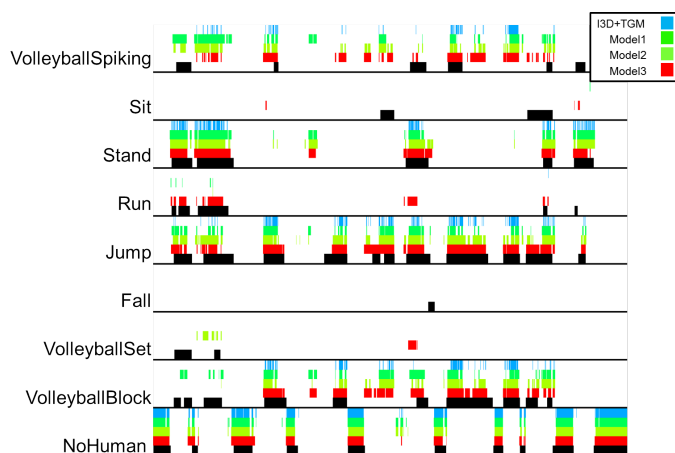 I3D+TGM
Model1
Model2
Model3
VolleyballSpiking
Sit
Stand
Run
Jump
Fall
VolleyballSet
VolleyballBlock
NoHuman